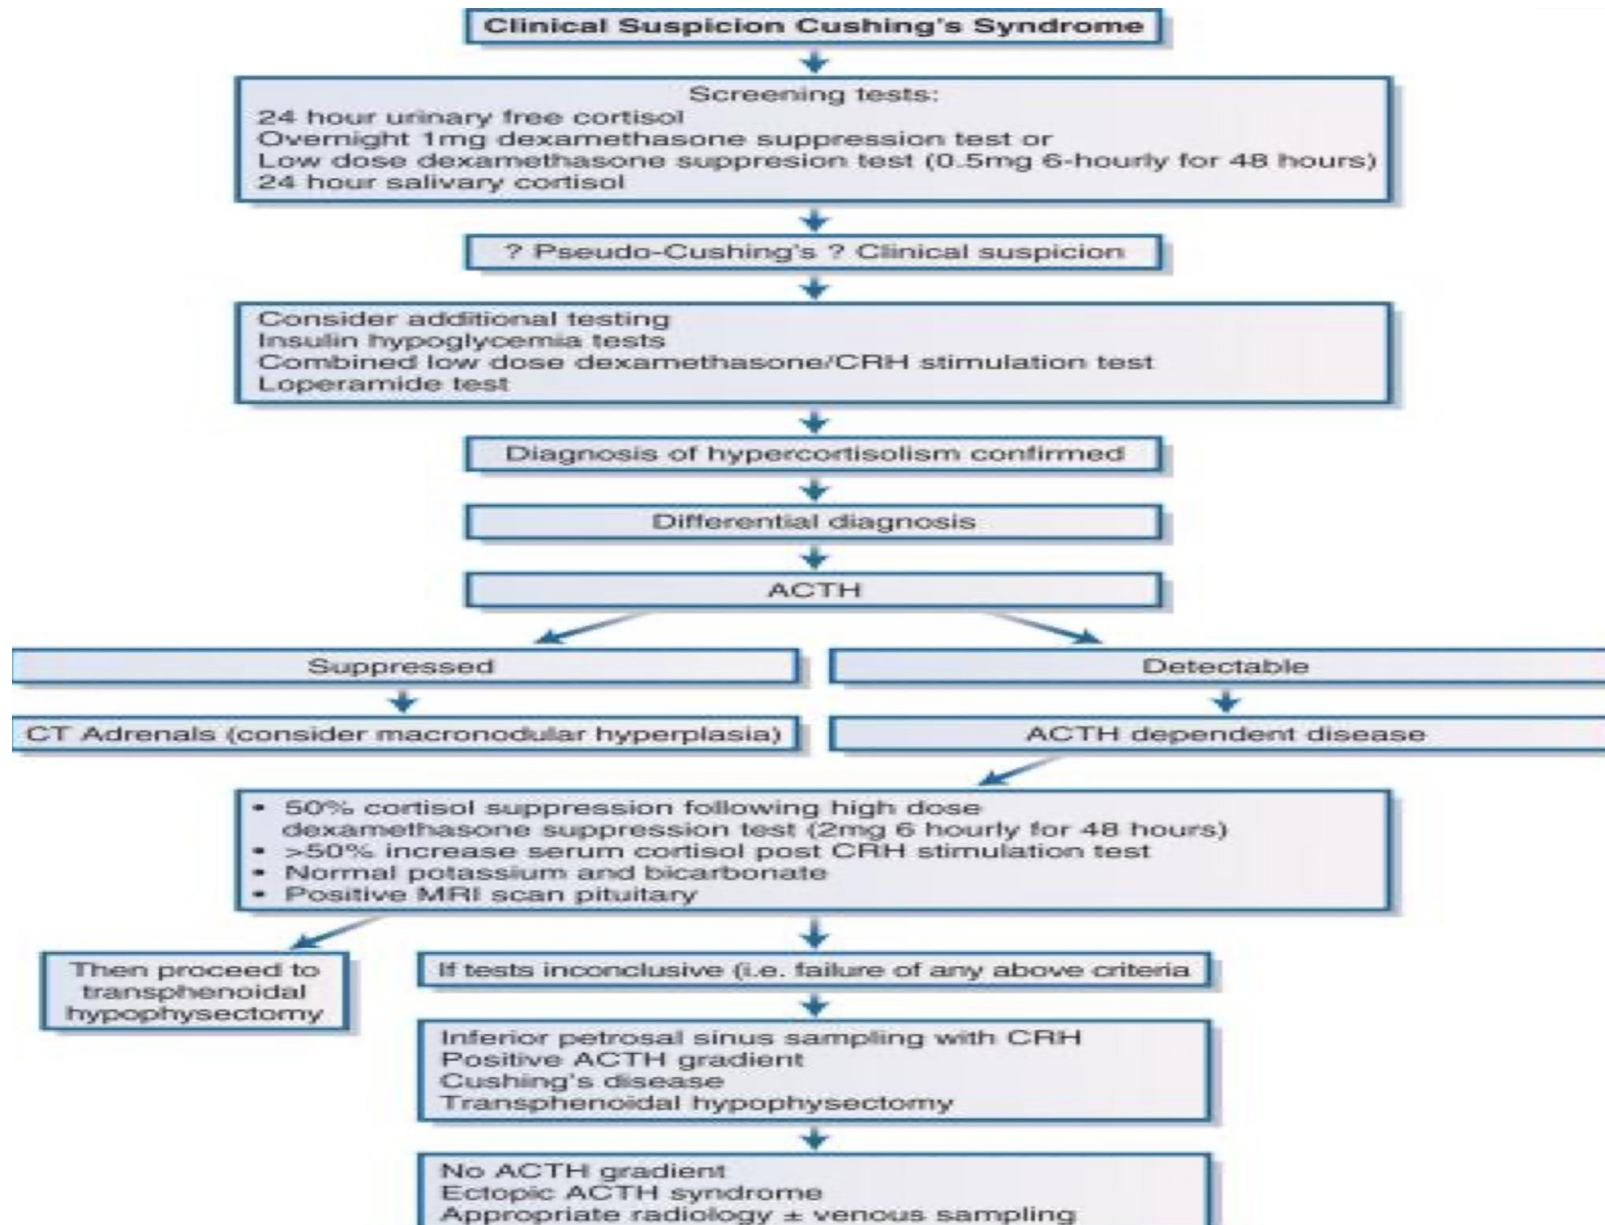 Clinical Suspicion Cushing's Syndrome
Screening tests:
24 hour urinary free cortisol
Overnight 1mg dexamethasone suppression test or
Low dose dexamethasone suppresion test (0.5mg 6-hourly for 48 hours)
24 hour salivary cortisol
? Pseudo-Cushing's ? Clinical suspicion
Consider additional testing
Insulin hypoglycemia tests
Combined low dose dexamethasone/CRH stimulation test
Loperamide test
Diagnosis of hypercortisolism confirmed
Differential diagnosis
ACTH
Suppressed
Detectable
CT Adrenals (consider macronodular hyperplasia)
ACTH dependent disease
• 50% cortisol suppression following high dose
dexamethasone suppression test (2mg 6 hourly for 48 hours)
• >50% increase serum cortisol post CRH stimulation test
• Normal potassium and bicarbonate
• Positive MRI scan pituitary
Then proceed to
transphenoidal
hypophysectomy
If tests inconclusive (i.e. failure of any above criteria
Inferior petrosal sinus sampling with CRH
Positive ACTH gradient
Cushing's disease
Transphenoidal hypophysectomy
No ACTH gradient
Ectopic ACTH syndrome
Appropriate radiology ± venous sampling